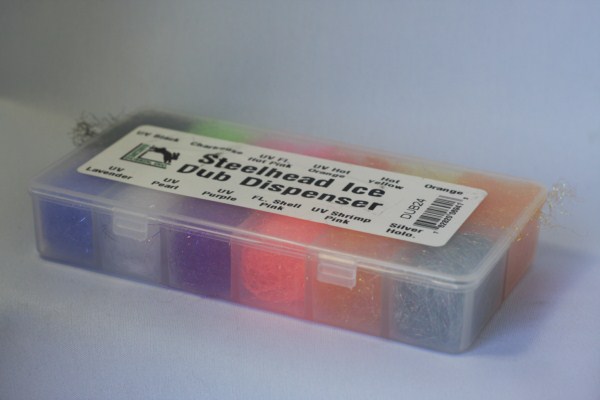 UV Black
Chartreuse
UV FL.
Hot Pink
UV Hot
Orange
Hot
Yellow
Orange
Steelhead Ice
Dub Dispenser
UV
Lavender
UV
Pearl
UV
Purple
FL. Shell
Pink
UV Shrimp
Pink
Silver
Holo.
DUB24